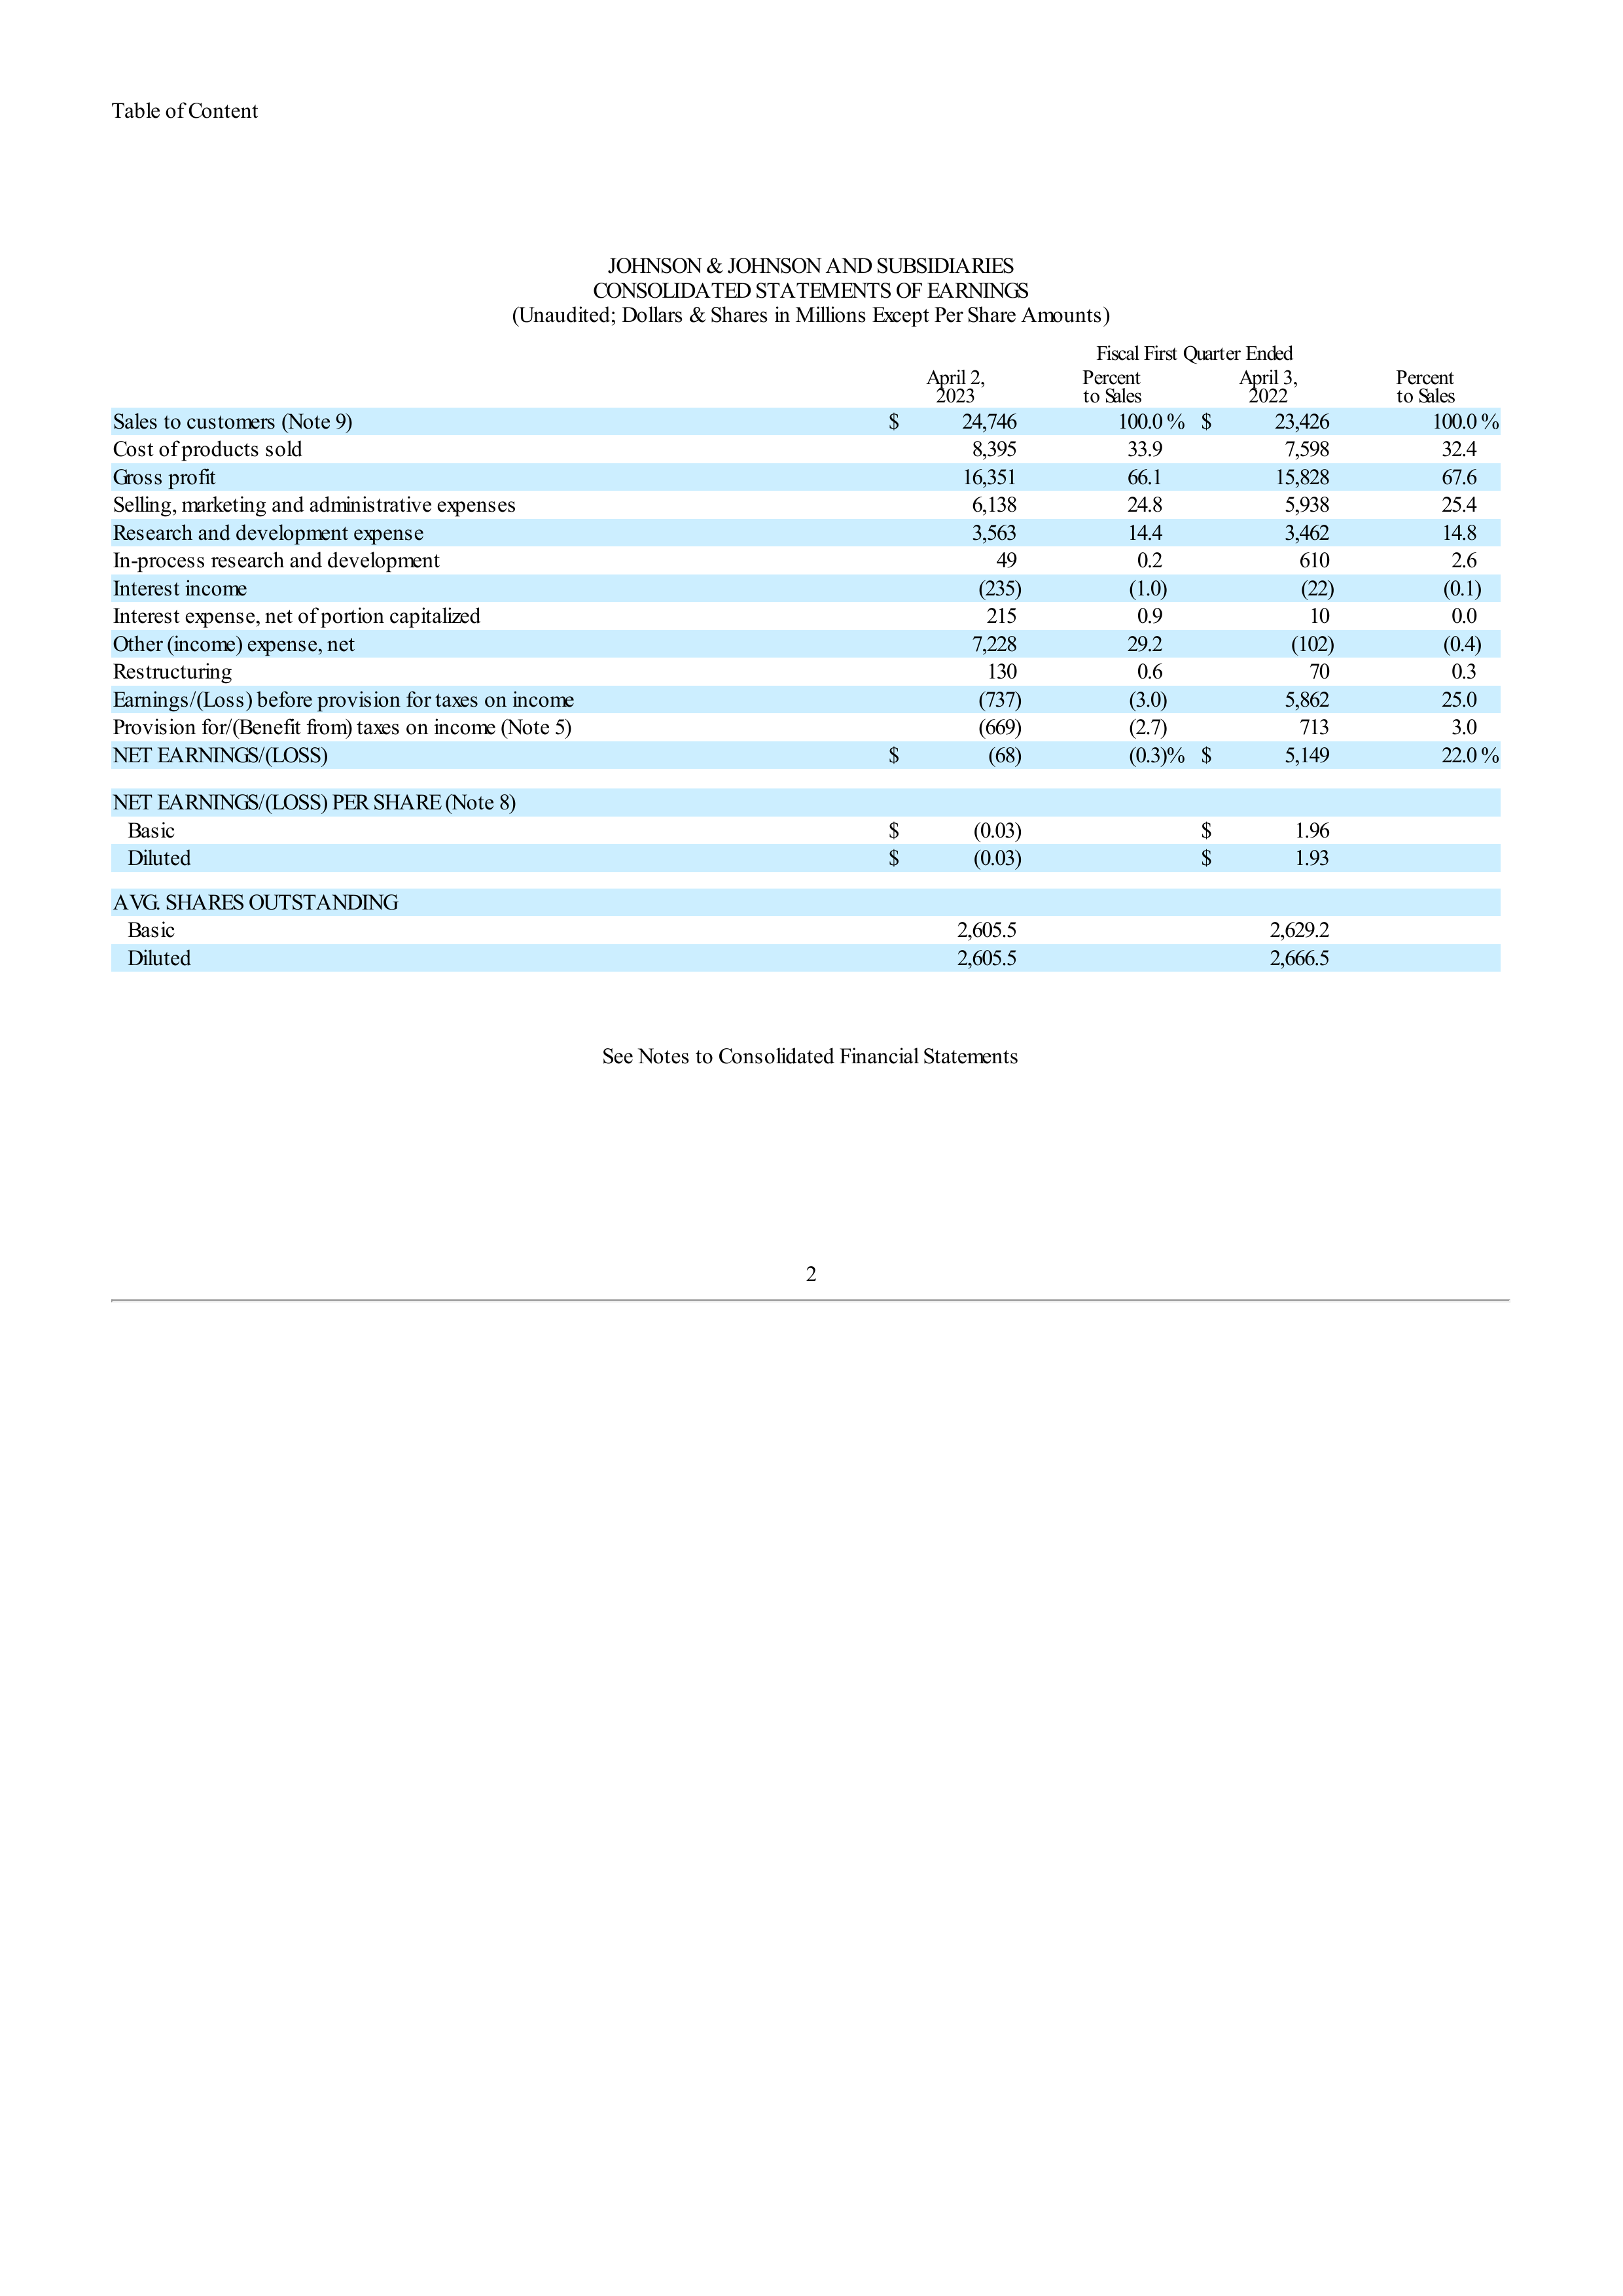 Table of Content
JOHNSON & JOHNSON AND SUBSIDIARIES
CONSOLIDATED STATEMENTS OF EARNINGS
(Unaudited; Dollars & Shares in Millions Except Per Share Amounts)
Fiscal First Quarter Ended
April 2, 2023 Percent to Sales April 3, 2022 Percent to Sales
Sales to customers (Note 9) $ 24,746 100.0 % $ 23,426 100.0 %
Cost of products sold 8,395 33.9 7,598 32.4
Gross profit 16,351 66.1 15,828 67.6
Selling, marketing and administrative expenses 6,138 24.8 5,938 25.4
Research and development expense 3,563 14.4 3,462 14.8
In-process research and development 49 0.2 610 2.6
Interest income (235) (1.0) (22) (0.1)
Interest expense, net of portion capitalized 215 0.9 10 0.0
Other (income) expense, net 7,228 29.2 (102) (0.4)
Restructuring 130 0.6 70 0.3
Earnings/(Loss) before provision for taxes on income (737) (3.0) 5,862 25.0
Provision for/(Benefit from) taxes on income (Note 5) (669) (2.7) 713 3.0
NET EARNINGS/(LOSS) $ (68) (0.3)% $ 5,149 22.0 %
NET EARNINGS/(LOSS) PER SHARE (Note 8)
Basic $ (0.03) $ 1.96
Diluted $ (0.03) $ 1.93
AVG. SHARES OUTSTANDING
Basic 2,605.5 2,629.2
Diluted 2,605.5 2,666.5
See Notes to Consolidated Financial Statements
2